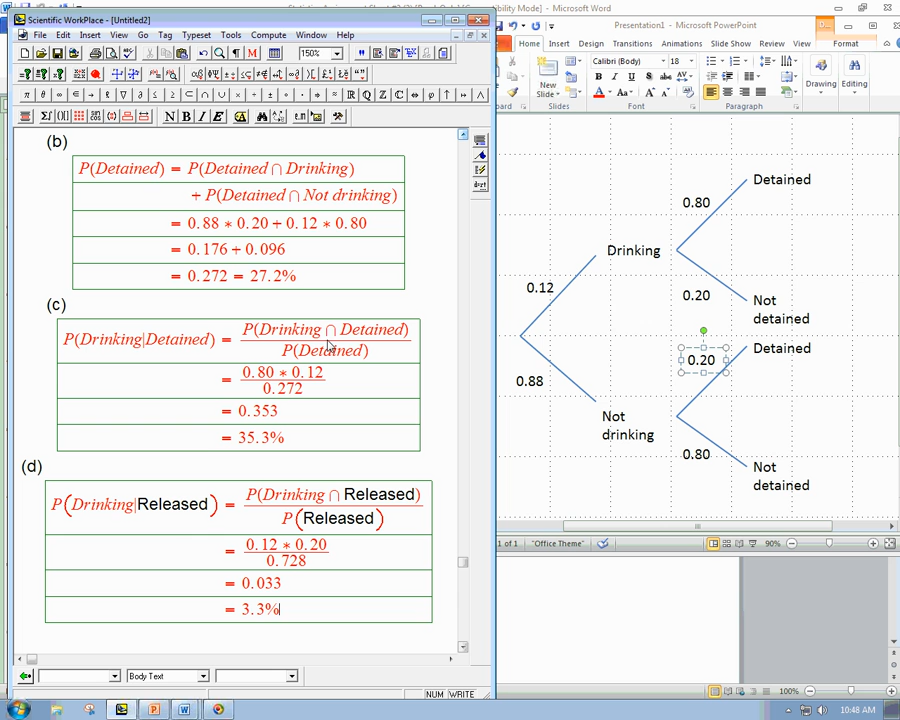 Scientific WorkPlace - [Untitled2]
File Edit Insert View Go Tag Typeset Tools Compute Window Help
150%
N B I E
(b)
P(Detained) = P(Detained ∩ Drinking)
+ P(Detained ∩ Not drinking)
= 0.88 * 0.20 + 0.12 * 0.80
= 0.176 + 0.096
= 0.272 = 27.2%
(c)
P(Drinking|Detained) = P(Drinking ∩ Detained)
P(Detained)
= 0.80 * 0.12
0.272
= 0.353
= 35.3%
(d)
P(Drinking|Released) = P(Drinking ∩ Released)
P(Released)
= 0.12 * 0.20
0.728
= 0.033
= 3.3%
Body Text
NUM WRITE
Presentation1 - Microsoft PowerPoint
Home Insert Design Transitions Animations Slide Show Review View Format
New Slide
Calibri (Body) 18
Drawing Editing
Slides Font Paragraph
Detained
0.80
Drinking
0.12
0.20
Not
detained
Detained
0.20
0.88
Not
drinking
0.80
Not
detained
1 of 1 "Office Theme" 90%
100%
10:48 AM